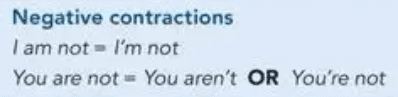 Negative contractions
I am not = I'm not
You are not = You aren't OR You're not